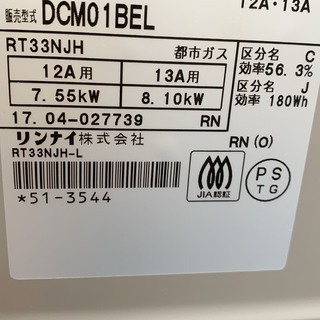 12A・13A
販売型式 DCM01BEL
RT33NJH 都市ガス
12A用 13A用
7.55kW 8.10kW
区分名 C
効率56.3%
区分名 J
効率 180Wh
17.04-027739 RN
リンナイ株式会社
RT33NJH-L
RN(O)
*51-3544
JIA認証
PS
TG